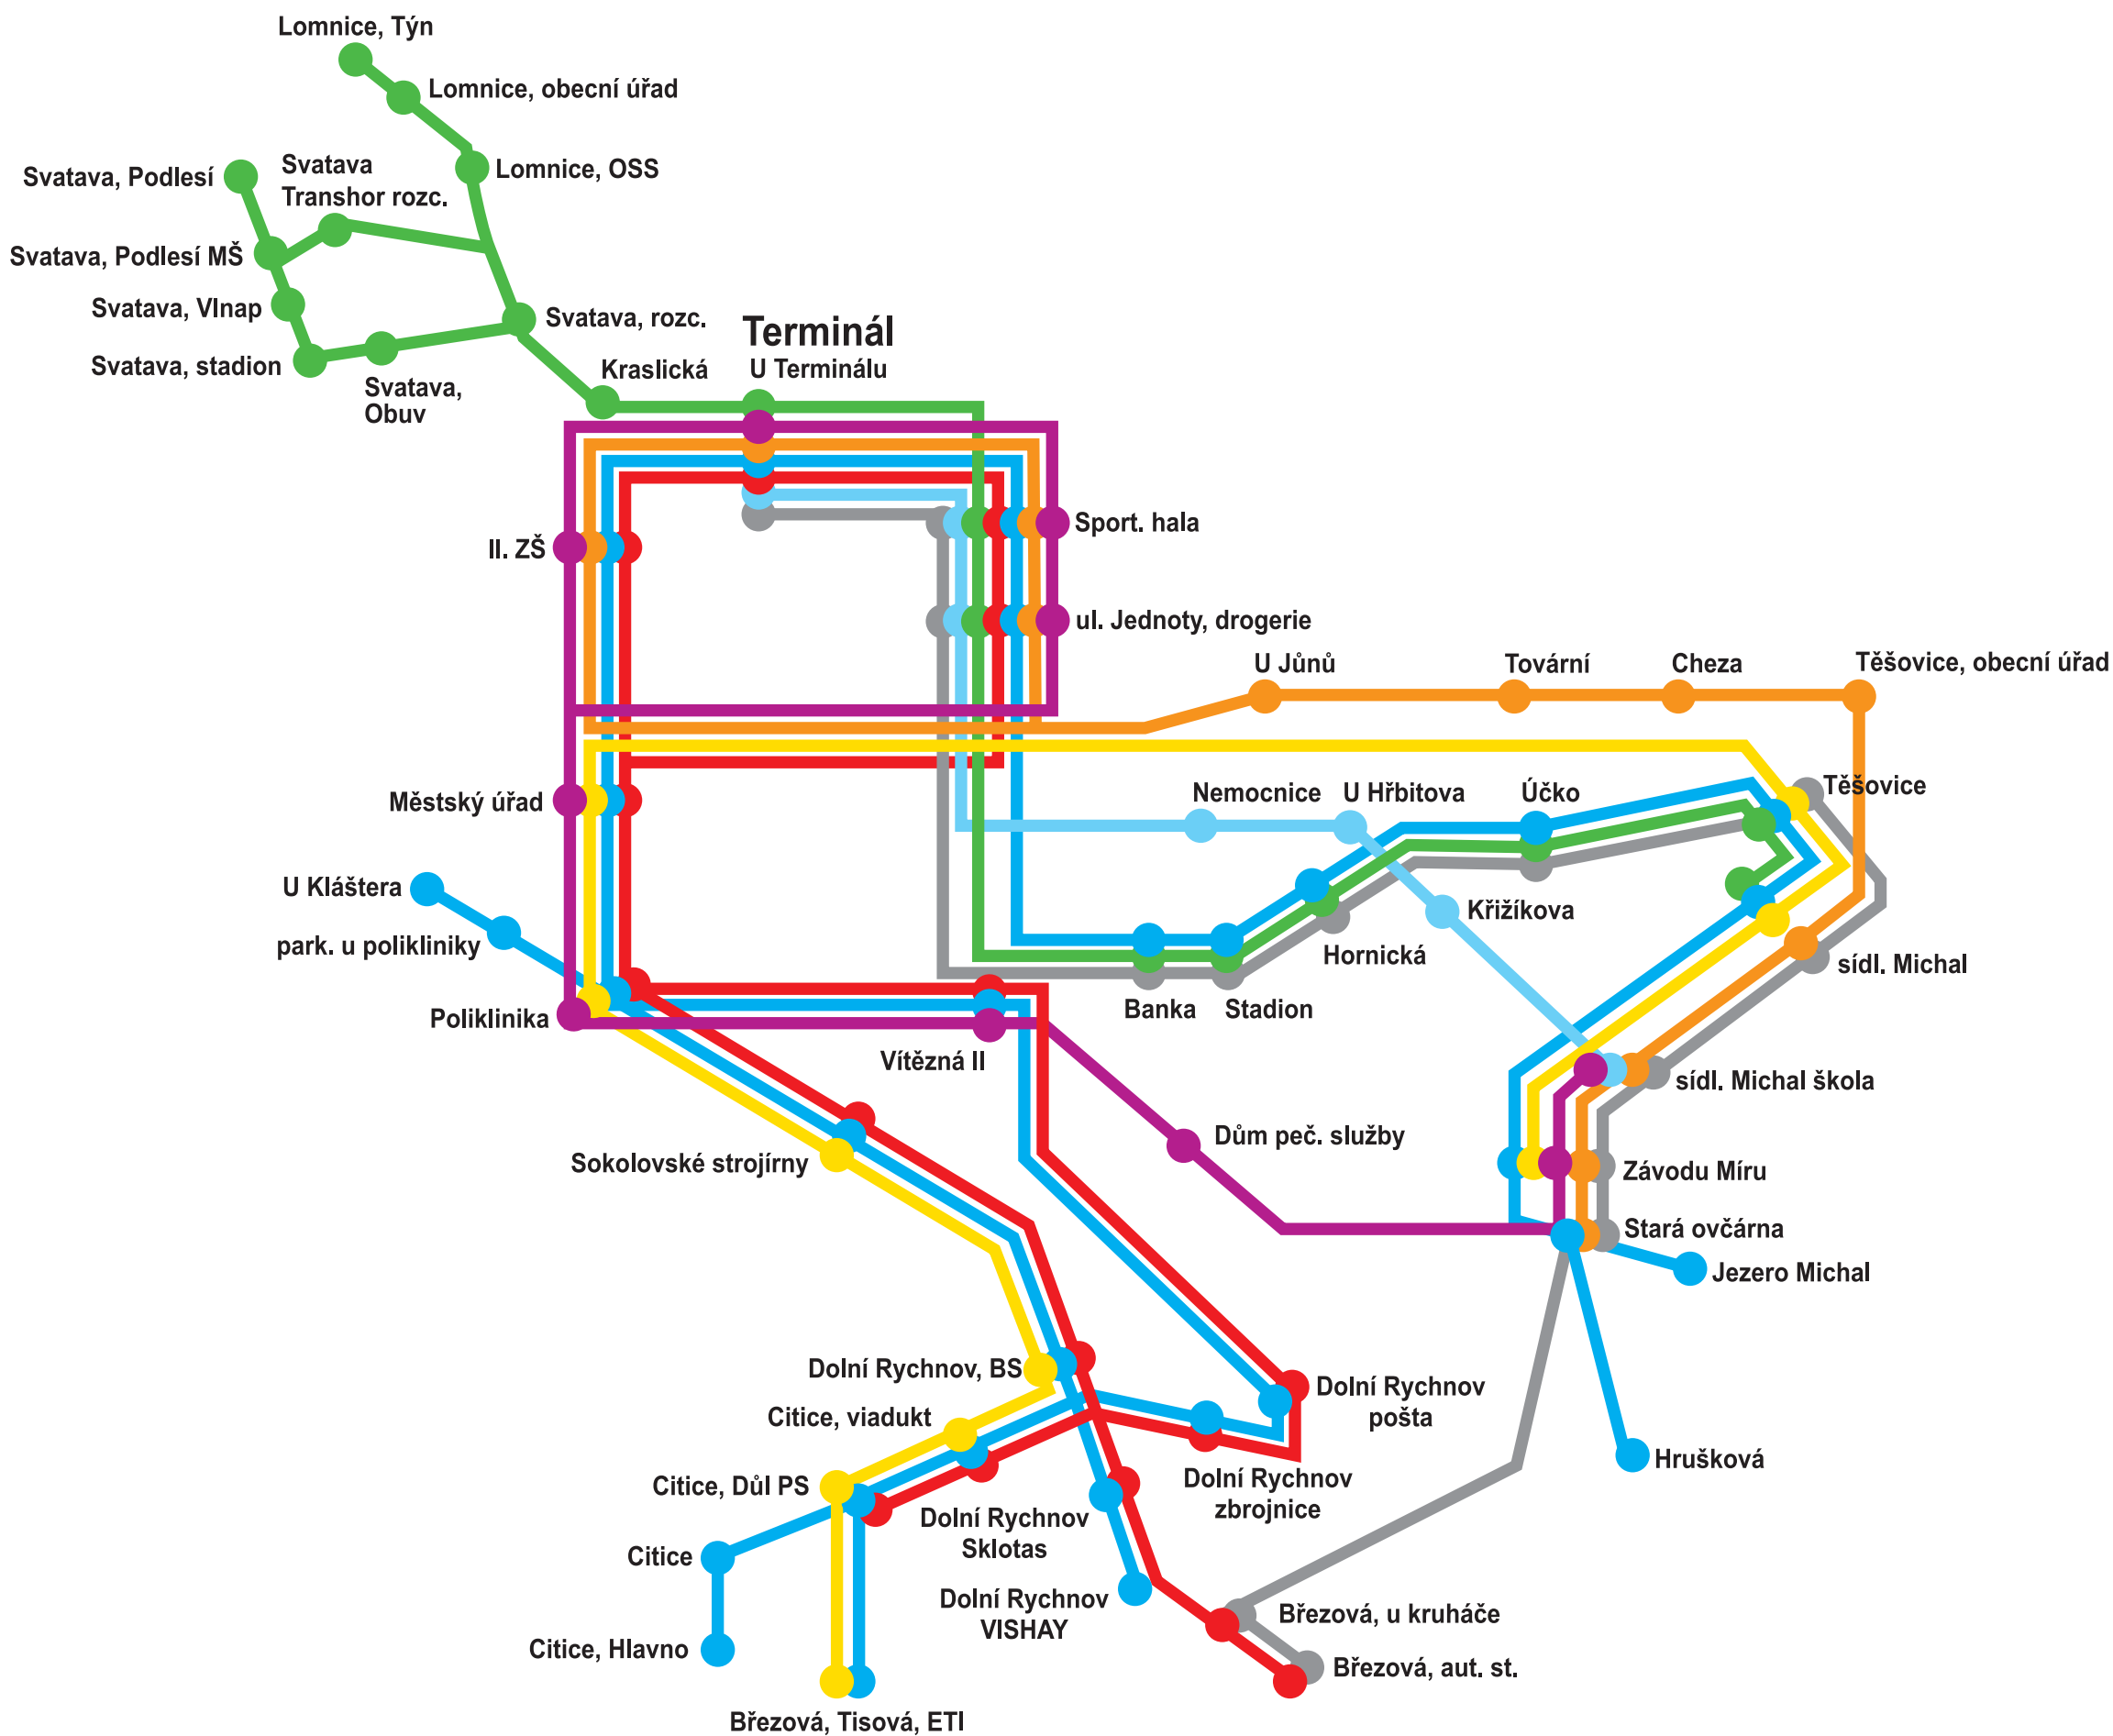 Lomnice, Týn
Lomnice, obecní úřad
Svatava
Transhor rozc.
Lomnice, OSS
Svatava, Podlesí
Svatava, Podlesí MŠ
Svatava, Vlnap
Svatava, rozc.
Svatava, stadion
Svatava,
Obuv
Kraslická
Terminál
U Terminálu
Sport. hala
II. ZŠ
ul. Jednoty, drogerie
U Jůnů
Tovární
Cheza
Těšovice, obecní úřad
Městský úřad
Nemocnice
U Hřbitova
Účko
Těšovice
U Kláštera
park. u polikliniky
Křižíkova
Hornická
sídl. Michal
Poliklinika
Banka
Stadion
Vítězná II
sídl. Michal škola
Dům peč. služby
Sokolovské strojírny
Závodu Míru
Stará ovčárna
Jezero Michal
Dolní Rychnov, BS
Dolní Rychnov
pošta
Citice, viadukt
Hrušková
Citice, Důl PS
Dolní Rychnov
zbrojnice
Dolní Rychnov
Sklotas
Citice
Dolní Rychnov
VISHAY
Březová, u kruháče
Citice, Hlavno
Březová, aut. st.
Březová, Tisová, ETI